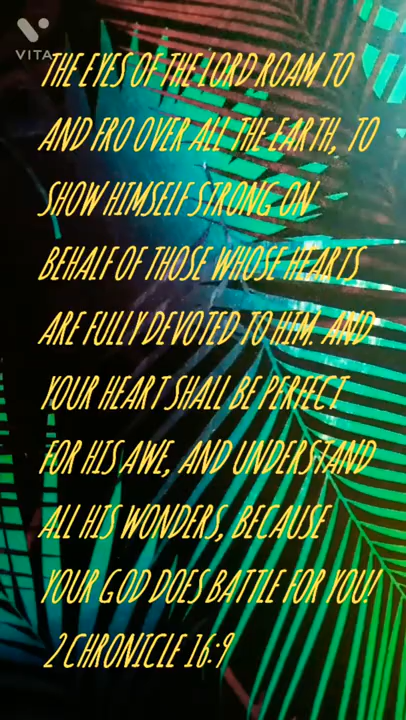 VITA
THE EYES OF THE LORD ROAM TO
AND FRO OVER ALL THE EARTH, TO
SHOW HIMSELF STRONG ON
BEHALF OF THOSE WHOSE HEARTS
ARE FULLY DEVOTED TO HIM. AND
YOUR HEART SHALL BE PERFECT
FOR HIS AWE, AND UNDERSTAND
ALL HIS WONDERS, BECAUSE
YOUR GOD DOES BATTLE FOR YOU!
2 CHRONICLE 16:9